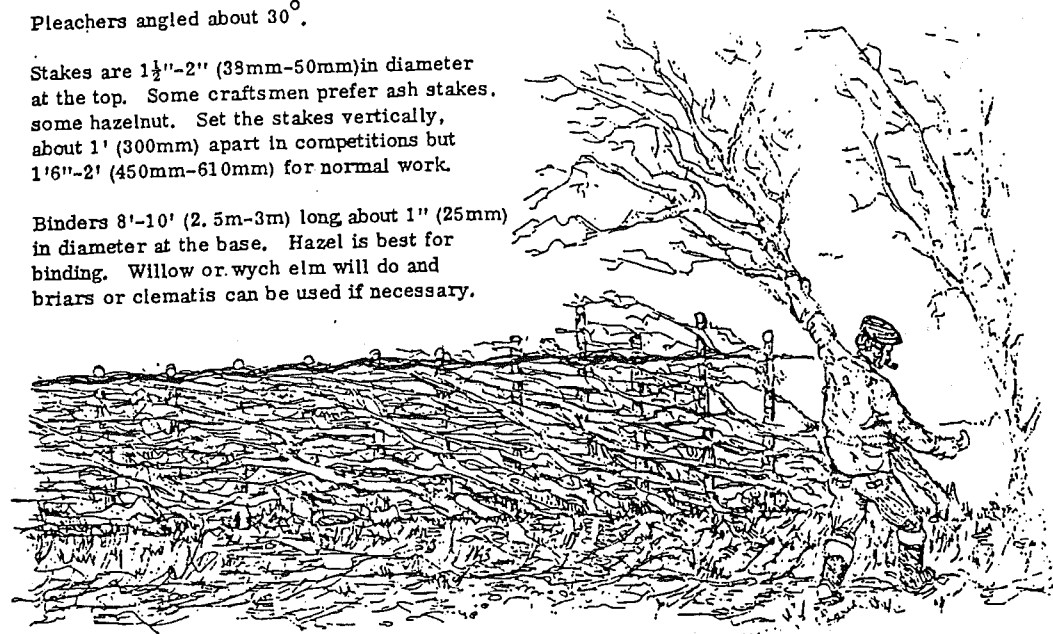 Pleachers angled about 30°.
Stakes are 1½"-2" (38mm-50mm)in diameter
at the top. Some craftsmen prefer ash stakes,
some hazelnut. Set the stakes vertically,
about 1' (300mm) apart in competitions but
1'6"-2' (450mm-610mm) for normal work.
Binders 8'-10' (2.5m-3m) long, about 1" (25mm)
in diameter at the base. Hazel is best for
binding. Willow or wych elm will do and
briars or clematis can be used if necessary.